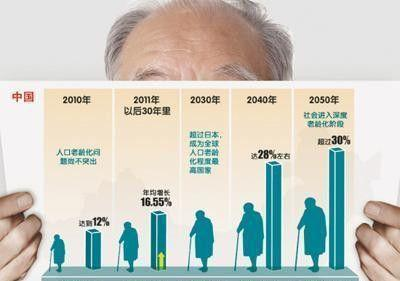 中国
2010年
人口老龄化问
题尚不突出
达到12%
2011年
以后30年里
年均增长
16.55%
2030年
超过日本,
成为全球
人口老龄
化程度最
高国家
2040年
达28%左右
2050年
社会进入深度
老龄化阶段
超过30%